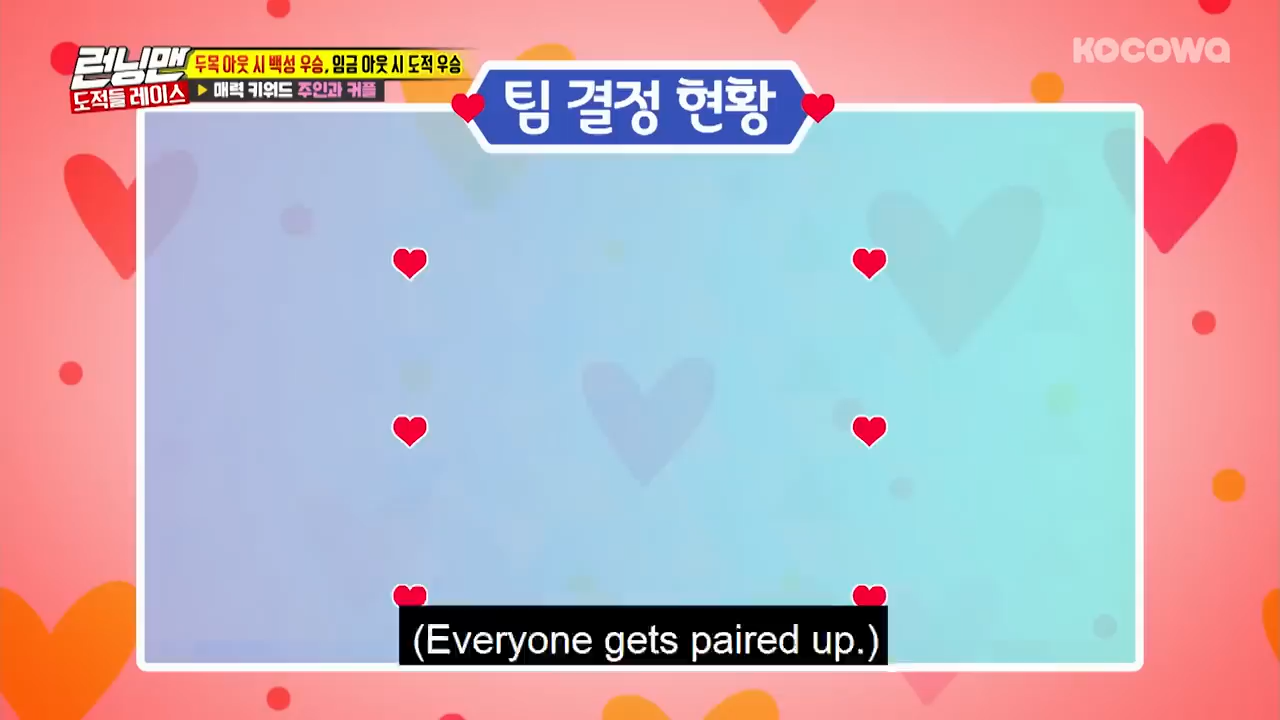 런닝맨
도적들 레이스
두목 아웃 시 백성 우승, 임금 아웃 시 도적 우승
▶ 매력 키워드 주인과 커플
KOCOWA
팀 결정 현황
(Everyone gets paired up.)